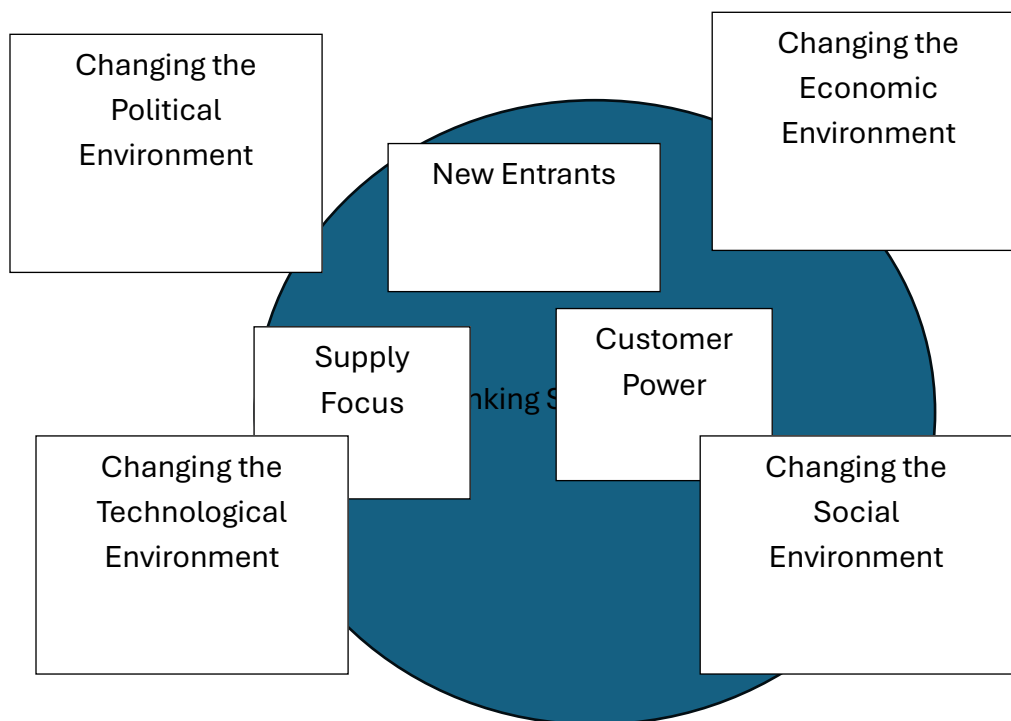 Changing the
Political
Environment
Changing the
Economic
Environment
New Entrants
Supply
Focus
Customer
Power
Changing the
Technological
Environment
Changing the
Social
Environment